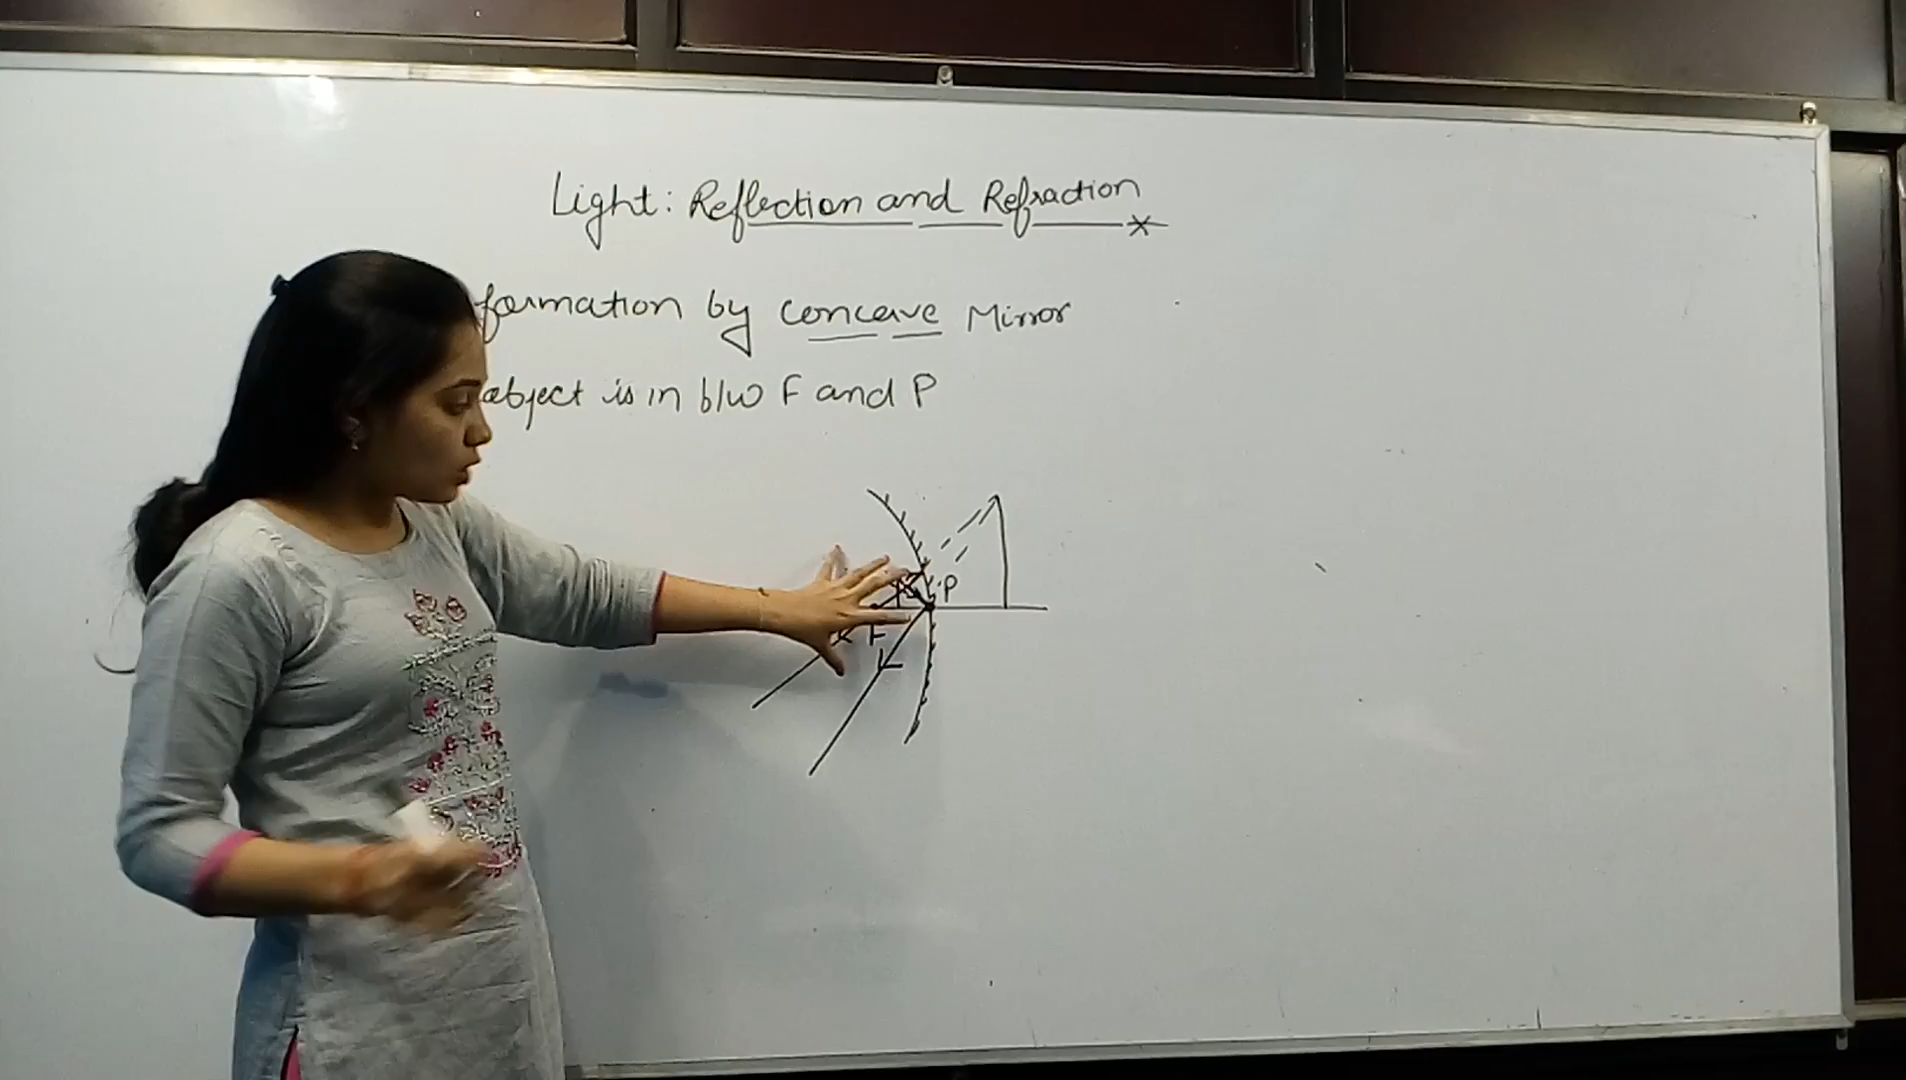 Light: Reflection and Refraction
formation by concave Mirror
object is in b/w F and P
P
F